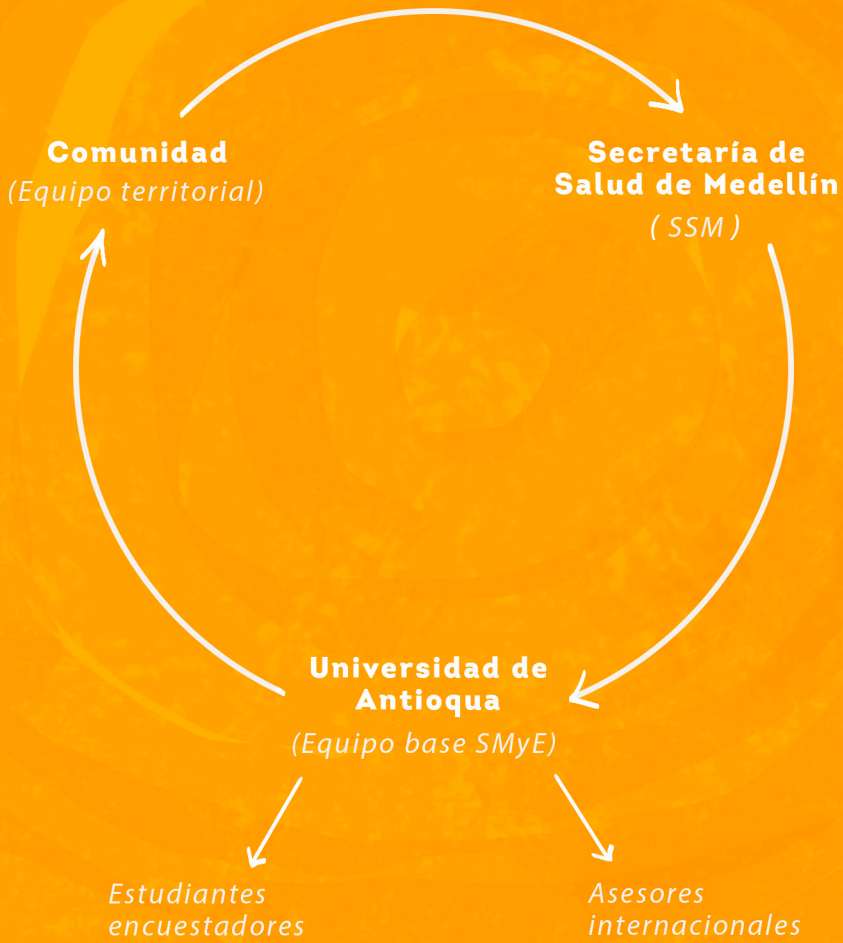 Comunidad
(Equipo territorial)
Secretaría de
Salud de Medellín
( SSM )
Universidad de
Antioqua
(Equipo base SMyE)
Estudiantes
encuestadores
Asesores
internacionales